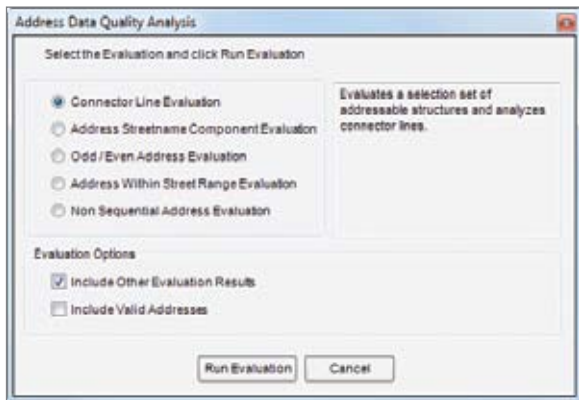 Address Data Quality Analysis
Select the Evaluation and click Run Evaluation
Connector Line Evaluation
Address Streetname Component Evaluation
Odd / Even Address Evaluation
Address Within Street Range Evaluation
Non Sequential Address Evaluation
Evaluates a selection set of
addressable structures and analyzes
connector lines.
Evaluation Options
Include Other Evaluation Results
Include Valid Addresses
Run Evaluation
Cancel